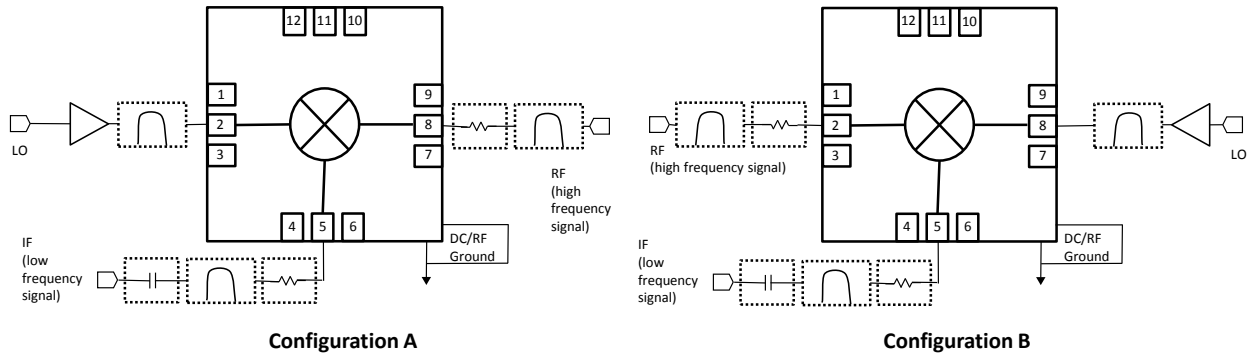 12 11 10
1
2
3
9
8
7
4 5 6
LO
RF
(high
frequency
signal)
IF
(low
frequency
signal)
DC/RF
Ground
Configuration A
12 11 10
1
2
3
9
8
7
4 5 6
RF
(high frequency signal)
LO
IF
(low
frequency
signal)
DC/RF
Ground
Configuration B